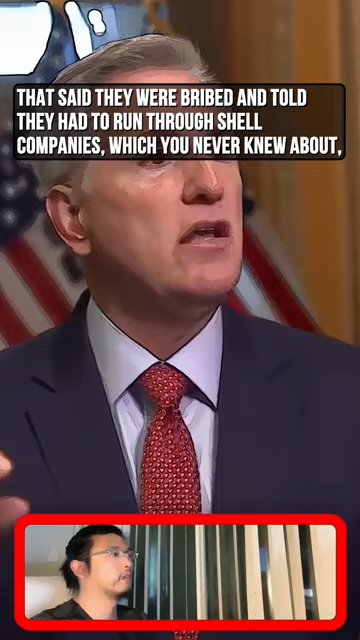 THAT SAID THEY WERE BRIBED AND TOLD
THEY HAD TO RUN THROUGH SHELL
COMPANIES, WHICH YOU NEVER KNEW ABOUT,